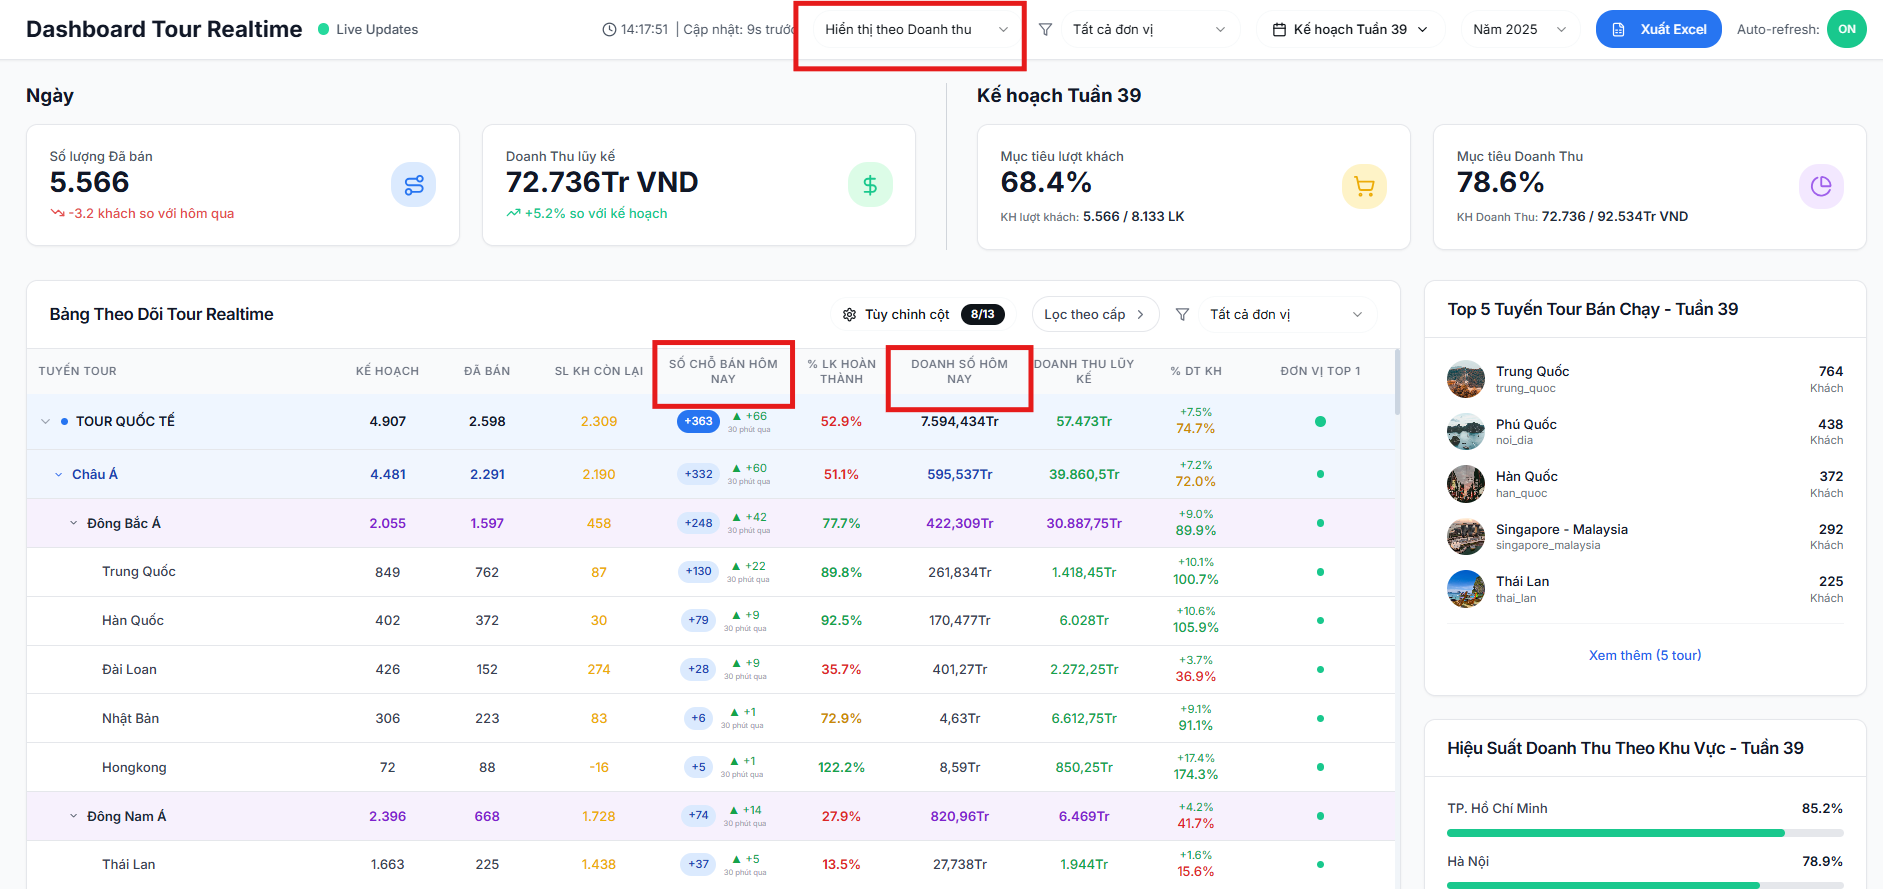 Dashboard Tour Realtime
Live Updates
14:17:51 | Cập nhật: 9s trước
Hiển thị theo Doanh thu
Tất cả đơn vị
Kế hoạch Tuần 39
Năm 2025
Xuất Excel
Auto-refresh:
ON
Ngày
Số lượng Đã bán
5.566
-3.2 khách so với hôm qua
Doanh Thu lũy kế
72.736Tr VND
+5.2% so với kế hoạch
Kế hoạch Tuần 39
Mục tiêu lượt khách
68.4%
KH lượt khách: 5.566 / 8.133 LK
Mục tiêu Doanh Thu
78.6%
KH Doanh Thu: 72.736 / 92.534Tr VND
Bảng Theo Dõi Tour Realtime
Tùy chỉnh cột 8/13
Lọc theo cấp
Tất cả đơn vị
TUYẾN TOUR
KẾ HOẠCH
ĐÃ BÁN
SL KH CÒN LẠI
SỐ CHỖ BÁN HÔM
NAY
% LK HOÀN
THÀNH
DOANH SỐ HÔM
NAY
DOANH THU LŨY
KẾ
% DT KH
ĐƠN VỊ TOP 1
TOUR QUỐC TẾ 4.907 2.598 2.309 +363 ▲ +66 30 phút qua 52.9% 7.594,434Tr 57.473Tr +7.5% 74.7%
Châu Á 4.481 2.291 2.190 +332 ▲ +60 30 phút qua 51.1% 595,537Tr 39.860,5Tr +7.2% 72.0%
Đông Bắc Á 2.055 1.597 458 +248 ▲ +42 30 phút qua 77.7% 422,309Tr 30.887,75Tr +9.0% 89.9%
Trung Quốc 849 762 87 +130 ▲ +22 30 phút qua 89.8% 261,834Tr 1.418,45Tr +10.1% 100.7%
Hàn Quốc 402 372 30 +79 ▲ +9 30 phút qua 92.5% 170,477Tr 6.028Tr +10.6% 105.9%
Đài Loan 426 152 274 +28 ▲ +9 30 phút qua 35.7% 401,27Tr 2.272,25Tr +3.7% 36.9%
Nhật Bản 306 223 83 +6 ▲ +1 30 phút qua 72.9% 4,63Tr 6.612,75Tr +9.1% 91.1%
Hongkong 72 88 -16 +5 ▲ +1 30 phút qua 122.2% 8,59Tr 850,25Tr +17.4% 174.3%
Đông Nam Á 2.396 668 1.728 +74 ▲ +14 30 phút qua 27.9% 820,96Tr 6.469Tr +4.2% 41.7%
Thái Lan 1.663 225 1.438 +37 ▲ +5 30 phút qua 13.5% 27,738Tr 1.944Tr +1.6% 15.6%
Top 5 Tuyến Tour Bán Chạy - Tuần 39
Trung Quốc 764
trung_quoc Khách
Phú Quốc 438
noi_dia Khách
Hàn Quốc 372
han_quoc Khách
Singapore - Malaysia 292
singapore_malaysia Khách
Thái Lan 225
thai_lan Khách
Xem thêm (5 tour)
Hiệu Suất Doanh Thu Theo Khu Vực - Tuần 39
TP. Hồ Chí Minh 85.2%
Hà Nội 78.9%